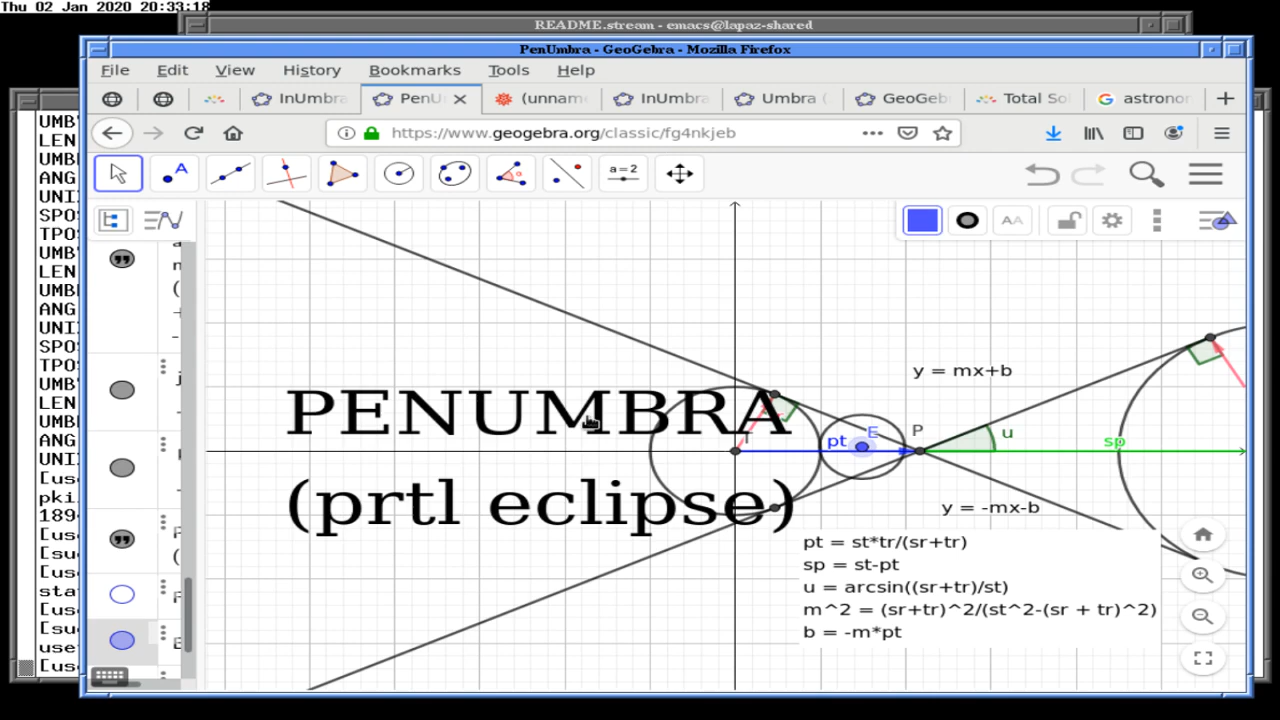 Thu 02 Jan 2020 20:33:18
README.stream - emacs@lapaz-shared
PenUmbra - GeoGebra - Mozilla Firefox
File Edit View History Bookmarks Tools Help
InUmbra PenU (unnam InUmbra Umbra ( GeoGeb Total So astronor
https://www.geogebra.org/classic/fg4nkjeb
A a=2
AA
UMB'
LEN
UMB
ANG
UNI
SPO
TPO
UMB'
LEN
UMB
ANG
UNI
SPO
TPO
UMB'
LEN
UMB
ANG
UNI
[us
pki
189
[us
[su
[us
sta
[us
[su
use
[us
y = mx+b
PENUMBRA
T pt E P u sp
(prtl eclipse)
y = -mx-b
pt = st*tr/(sr+tr)
sp = st-pt
u = arcsin((sr+tr)/st)
m^2 = (sr+tr)^2/(st^2-(sr + tr)^2)
b = -m*pt